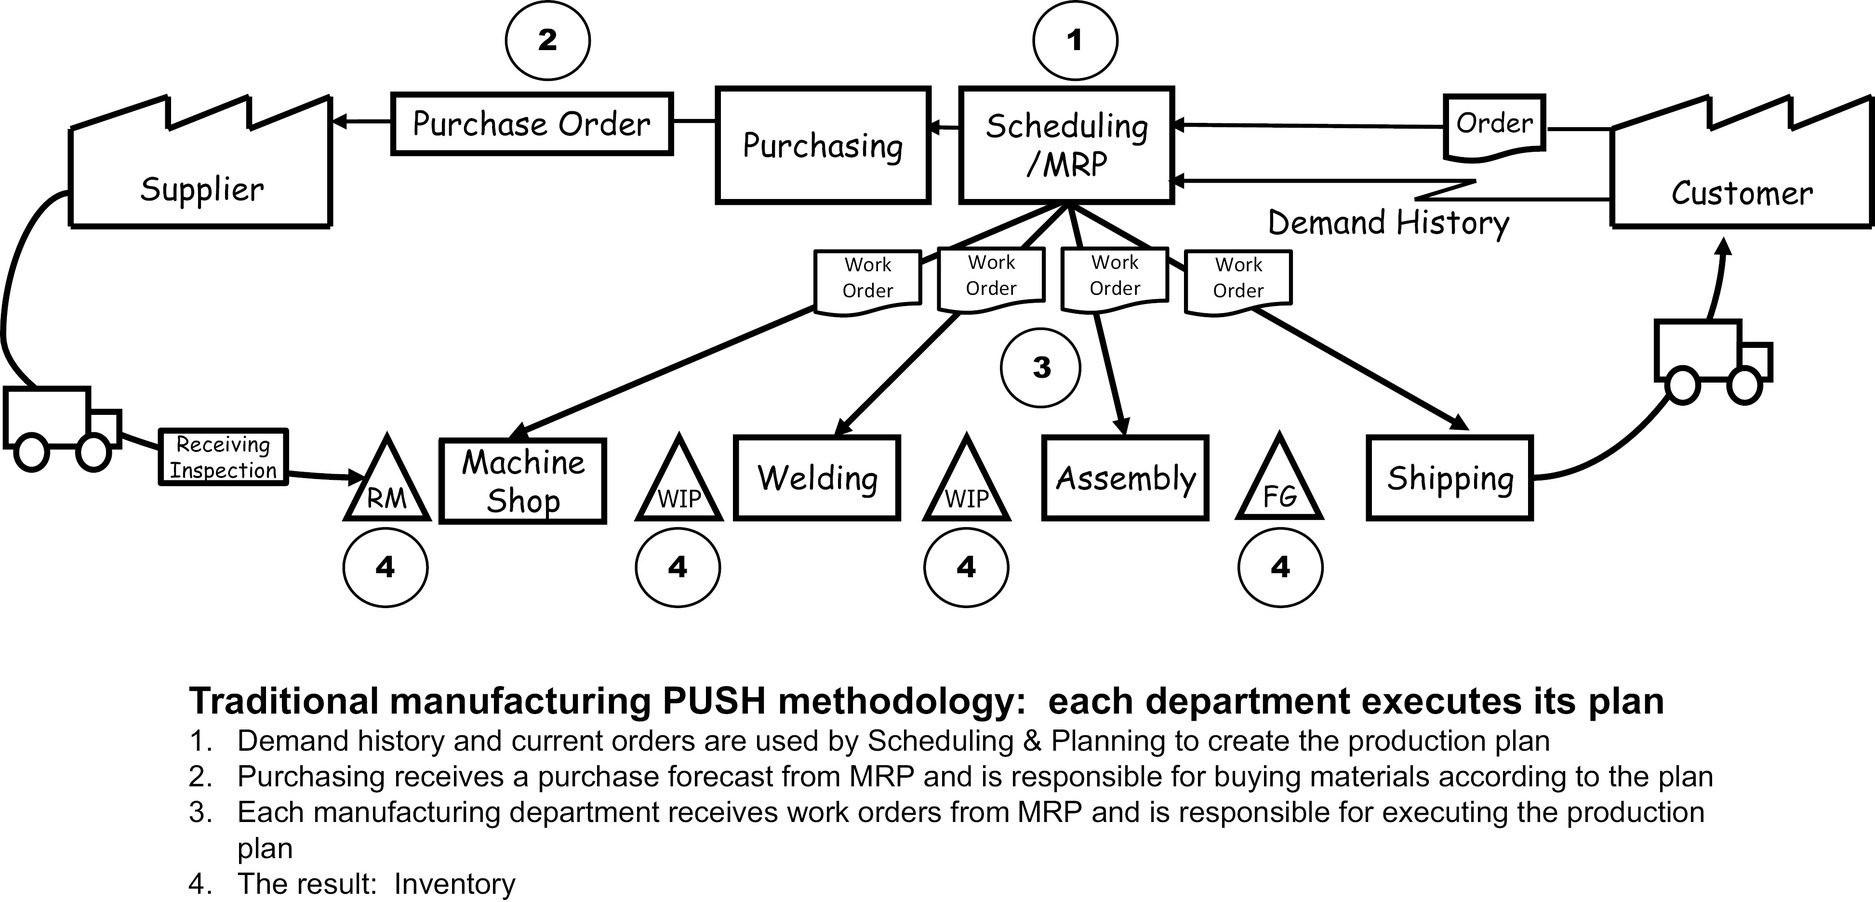 2
1
Purchase Order
Purchasing
Scheduling
/MRP
Order
Supplier
Customer
Demand History
Work
Order
Work
Order
Work
Order
Work
Order
3
Receiving
Inspection
RM
Machine
Shop
WIP
Welding
WIP
Assembly
FG
Shipping
4
4
4
4
Traditional manufacturing PUSH methodology:  each department executes its plan
1. Demand history and current orders are used by Scheduling & Planning to create the production plan
2. Purchasing receives a purchase forecast from MRP and is responsible for buying materials according to the plan
3. Each manufacturing department receives work orders from MRP and is responsible for executing the production
plan
4. The result:  Inventory